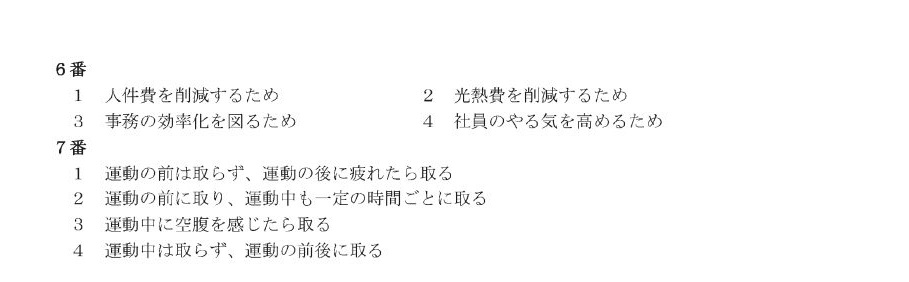 6番
1 人件費を削減するため 2 光熱費を削減するため
3 事務の効率化を図るため 4 社員のやる気を高めるため
7番
1 運動の前は取らず、運動の後に疲れたら取る
2 運動の前に取り、運動中も一定の時間ごとに取る
3 運動中に空腹を感じたら取る
4 運動中は取らず、運動の前後に取る